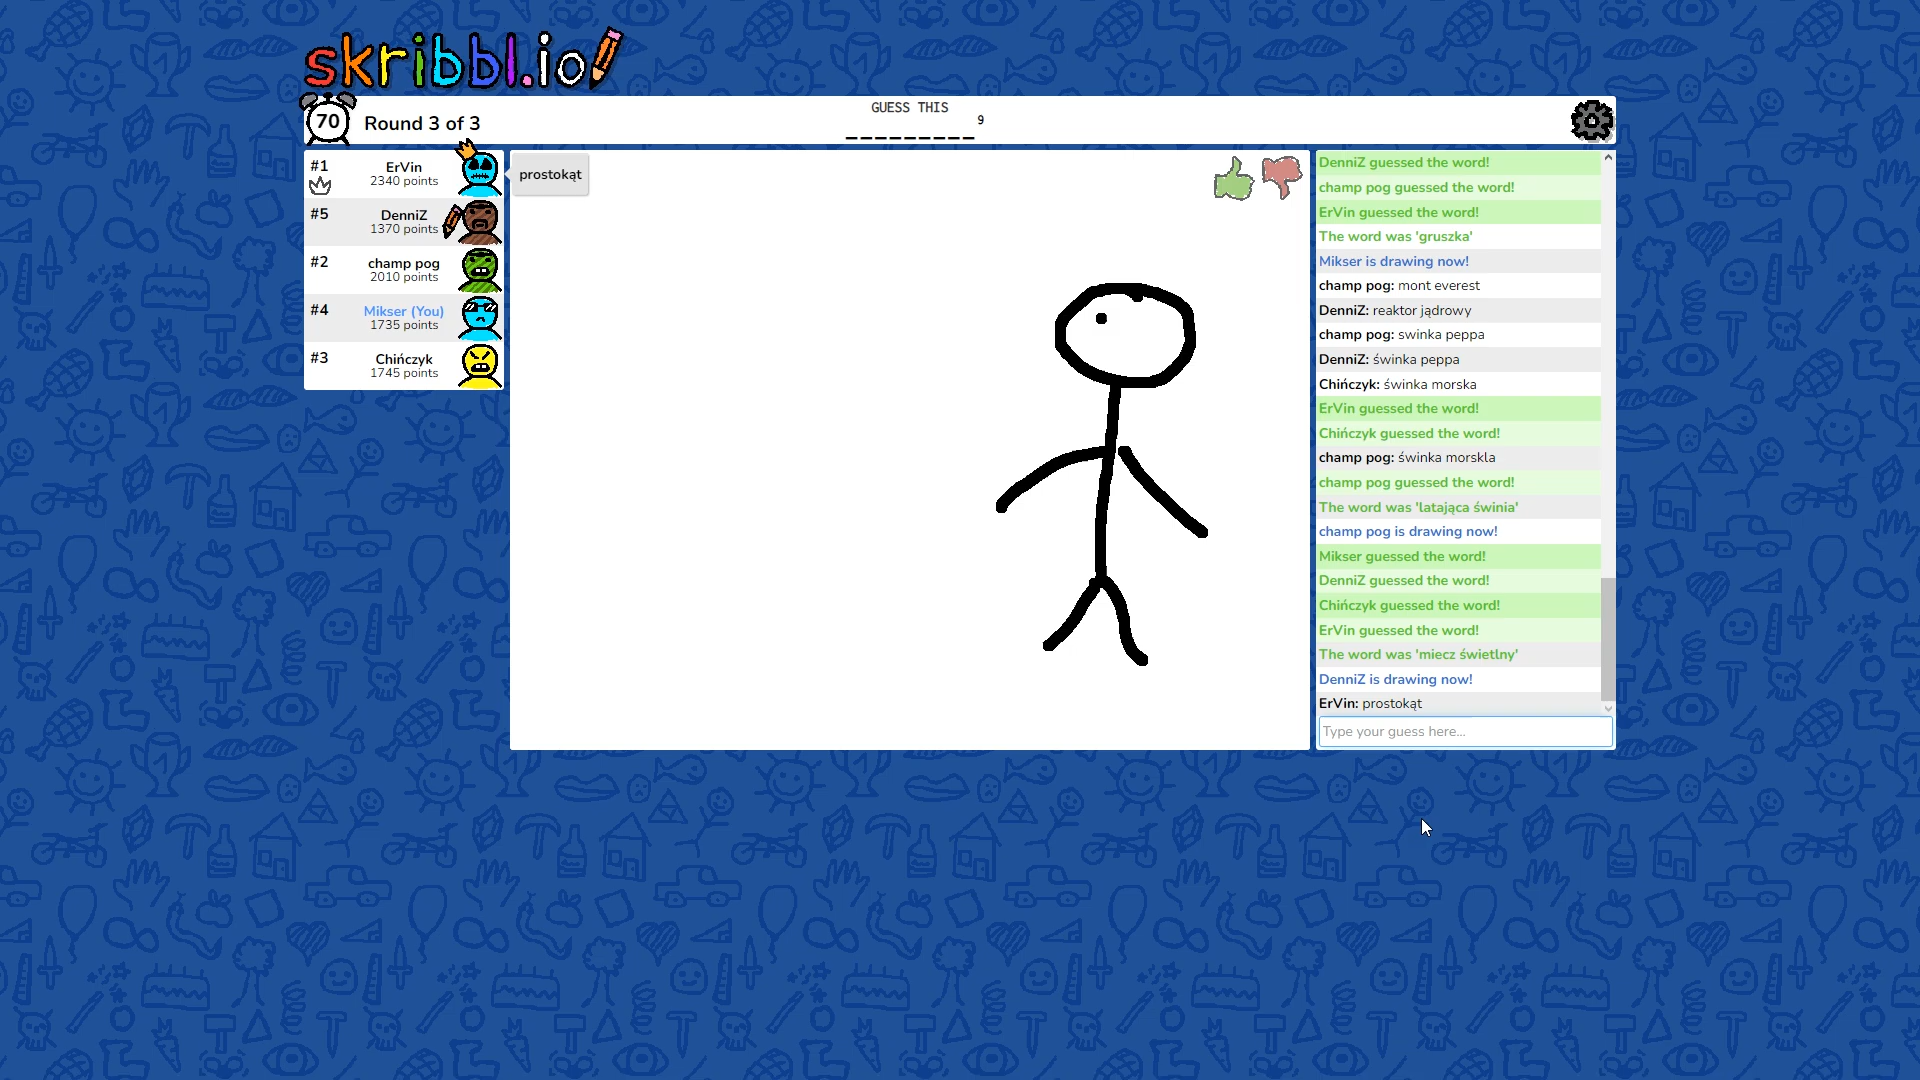 skribbl.io
70
Round 3 of 3
GUESS THIS
_________ 9
#1
ErVin
2340 points
#5
DenniZ
1370 points
#2
champ pog
2010 points
#4
Mikser (You)
1735 points
#3
Chińczyk
1745 points
prostokąt
DenniZ guessed the word!
champ pog guessed the word!
ErVin guessed the word!
The word was 'gruszka'
Mikser is drawing now!
champ pog: mont everest
DenniZ: reaktor jądrowy
champ pog: swinka peppa
DenniZ: świnka peppa
Chińczyk: świnka morska
ErVin guessed the word!
Chińczyk guessed the word!
champ pog: świnka morskla
champ pog guessed the word!
The word was 'latająca świnia'
champ pog is drawing now!
Mikser guessed the word!
DenniZ guessed the word!
Chińczyk guessed the word!
ErVin guessed the word!
The word was 'miecz świetlny'
DenniZ is drawing now!
ErVin: prostokąt
Type your guess here...